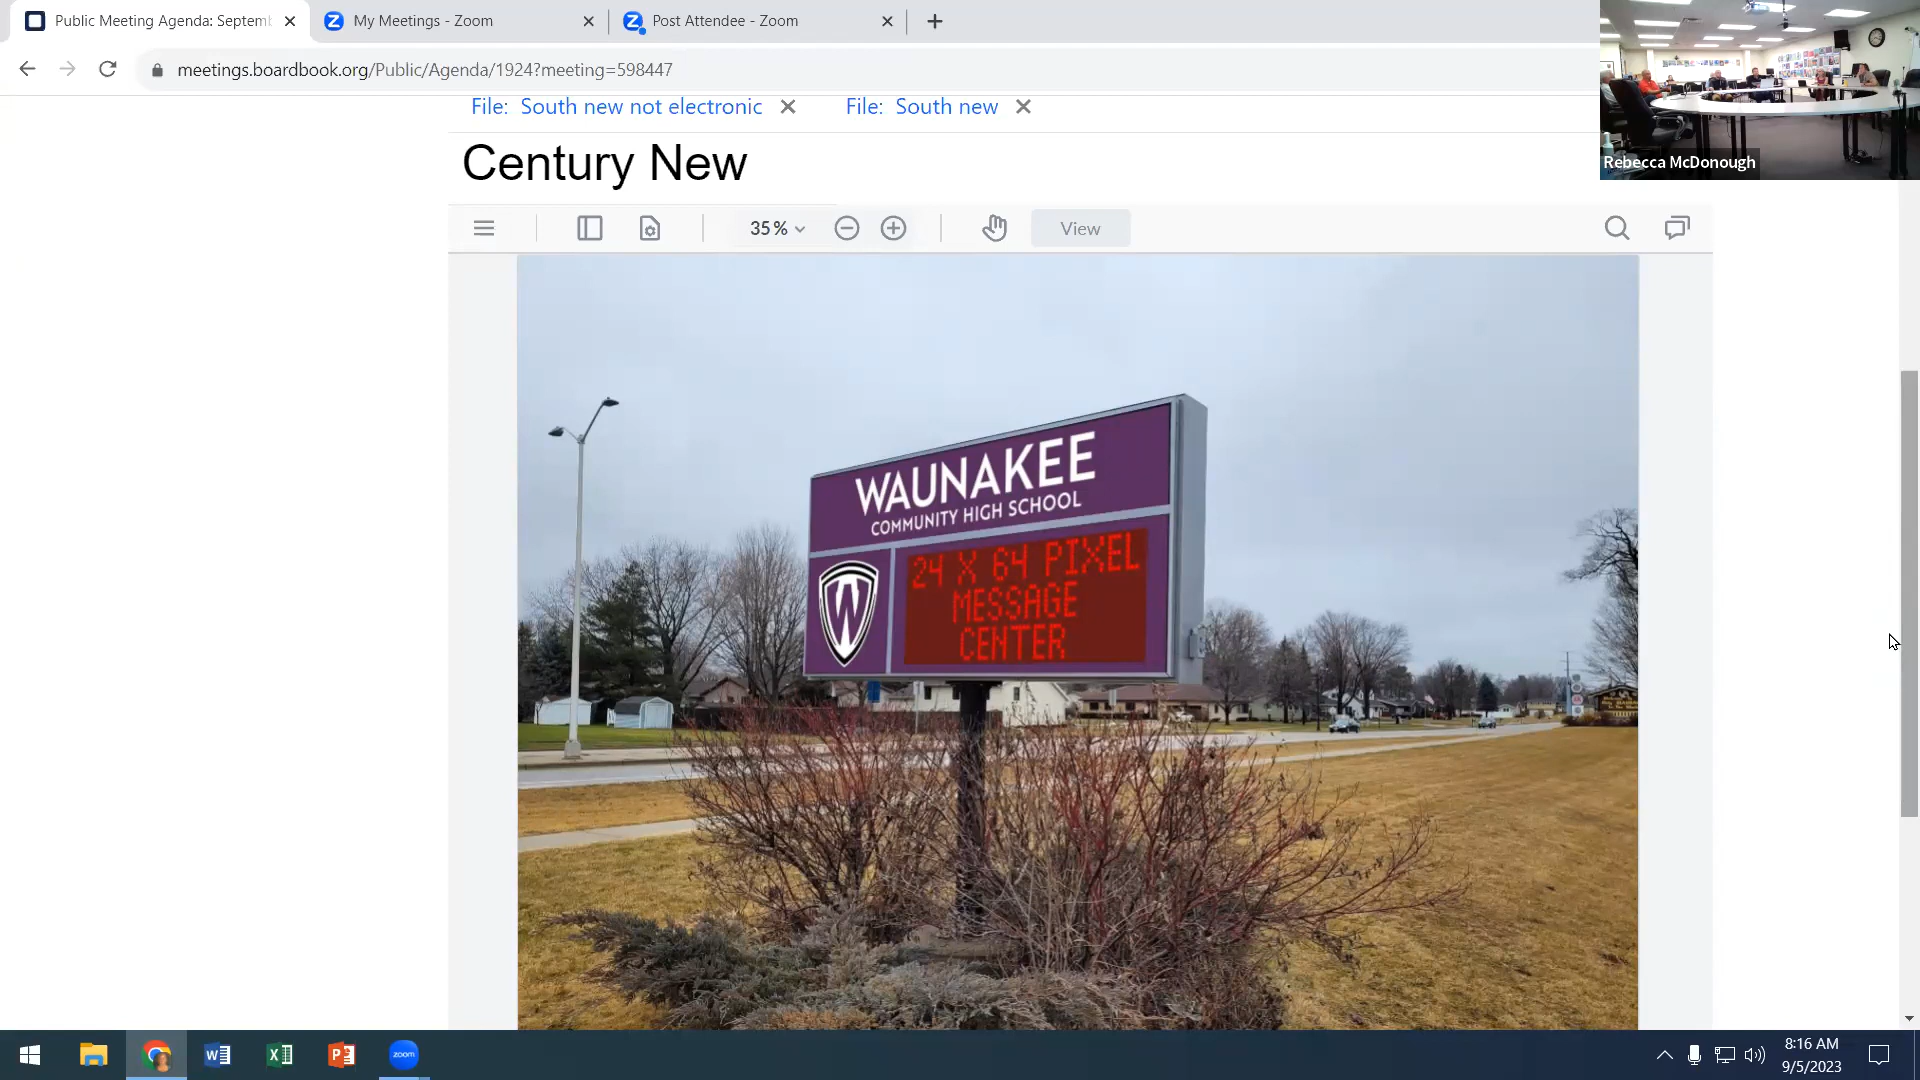 Public Meeting Agenda: Septemb
My Meetings - Zoom
Post Attendee - Zoom
meetings.boardbook.org/Public/Agenda/1924?meeting=598447
File: South new not electronic
File: South new
Century New
35 %
View
WAUNAKEE
COMMUNITY HIGH SCHOOL
W
24 X 64 PIXEL
MESSAGE
CENTER
Rebecca McDonough
zoom
8:16 AM
9/5/2023